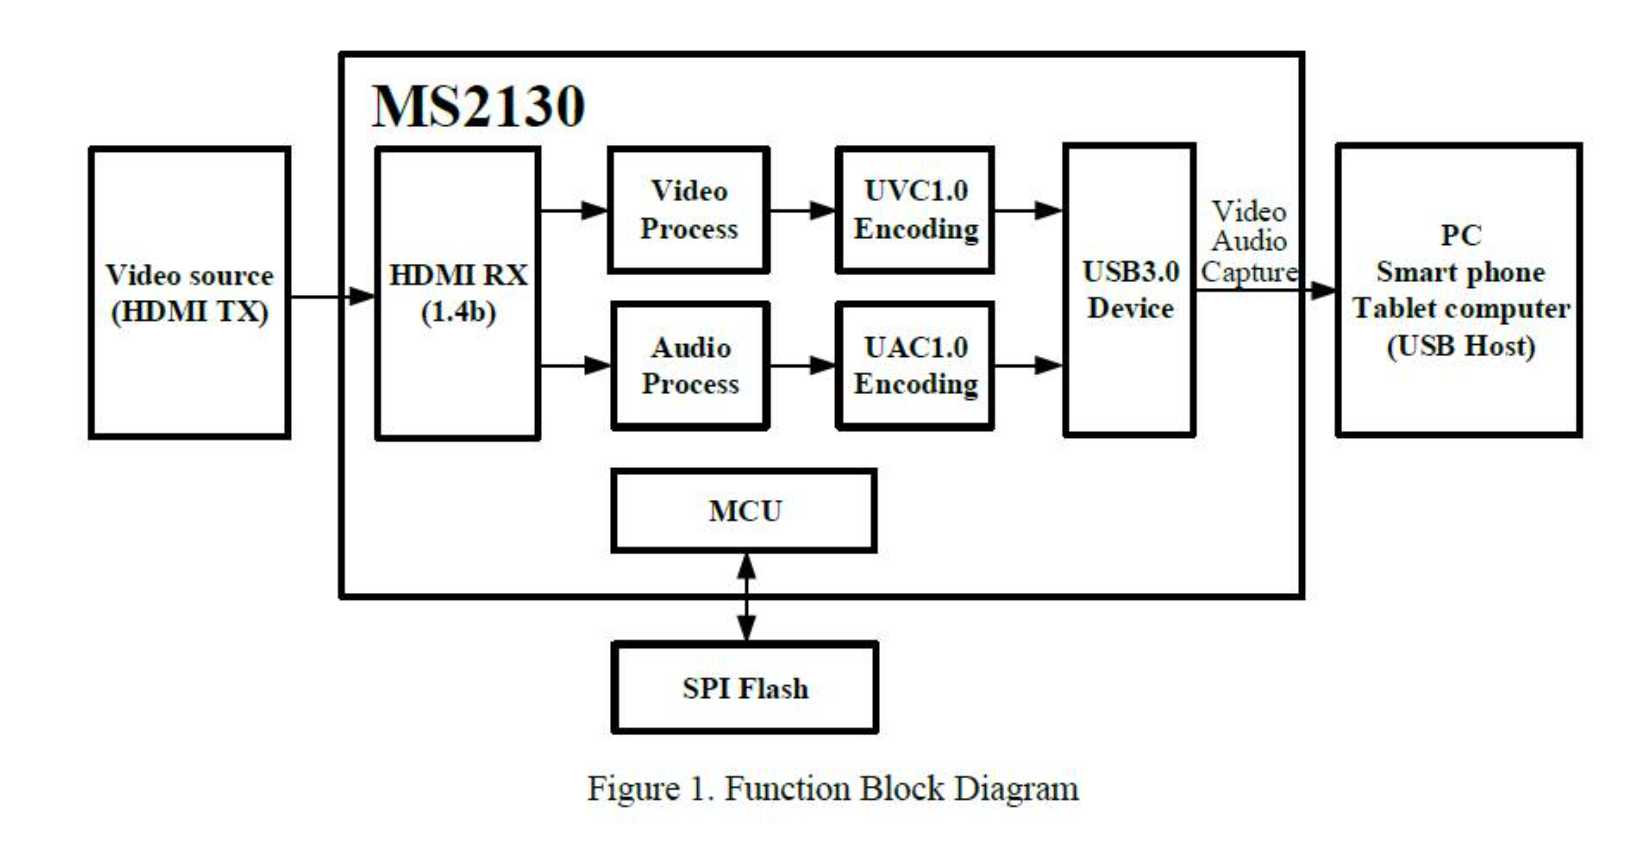 MS2130
Video source
(HDMI TX)
HDMI RX
(1.4b)
Video
Process
UVC1.0
Encoding
Audio
Process
UAC1.0
Encoding
USB3.0
Device
Video
Audio
Capture
PC
Smart phone
Tablet computer
(USB Host)
MCU
SPI Flash
Figure 1. Function Block Diagram